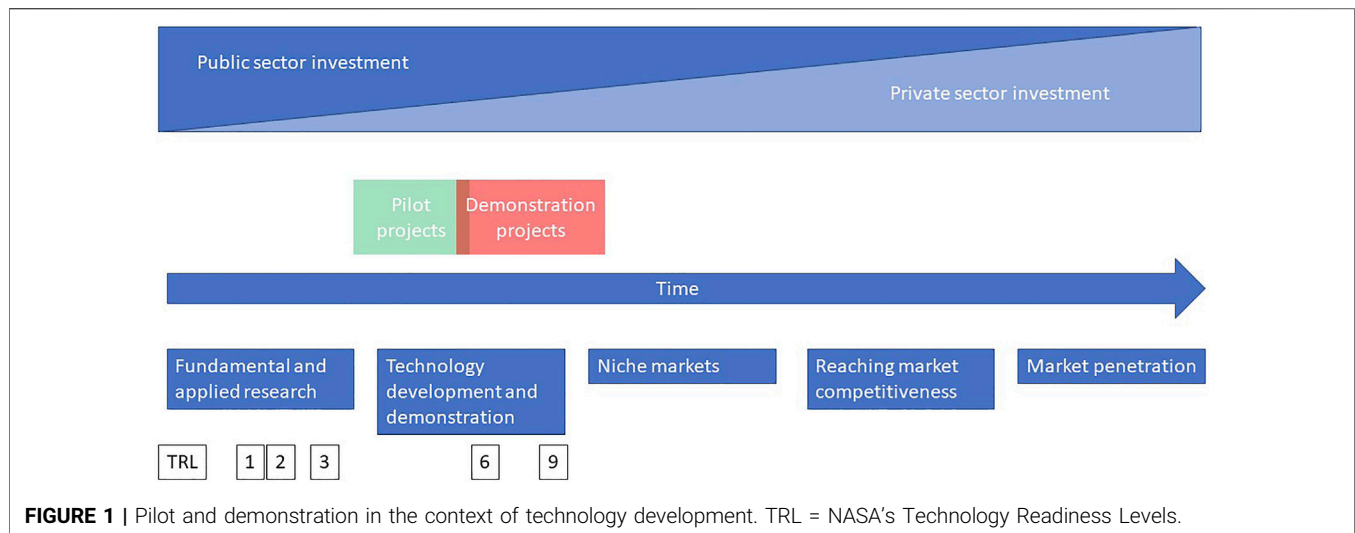 Public sector investment
Private sector investment
Pilot
projects
Demonstration
projects
Time
Fundamental and
applied research
Technology
development and
demonstration
Niche markets
Reaching market
competitiveness
Market penetration
TRL 1 2 3 6 9
FIGURE 1 | Pilot and demonstration in the context of technology development. TRL = NASA's Technology Readiness Levels.